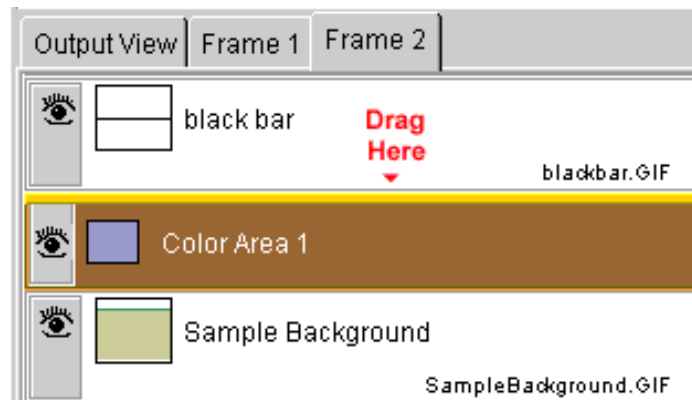 Output View Frame 1 Frame 2
black bar
Drag
Here
blackbar.GIF
Color Area 1
Sample Background
SampleBackground.GIF